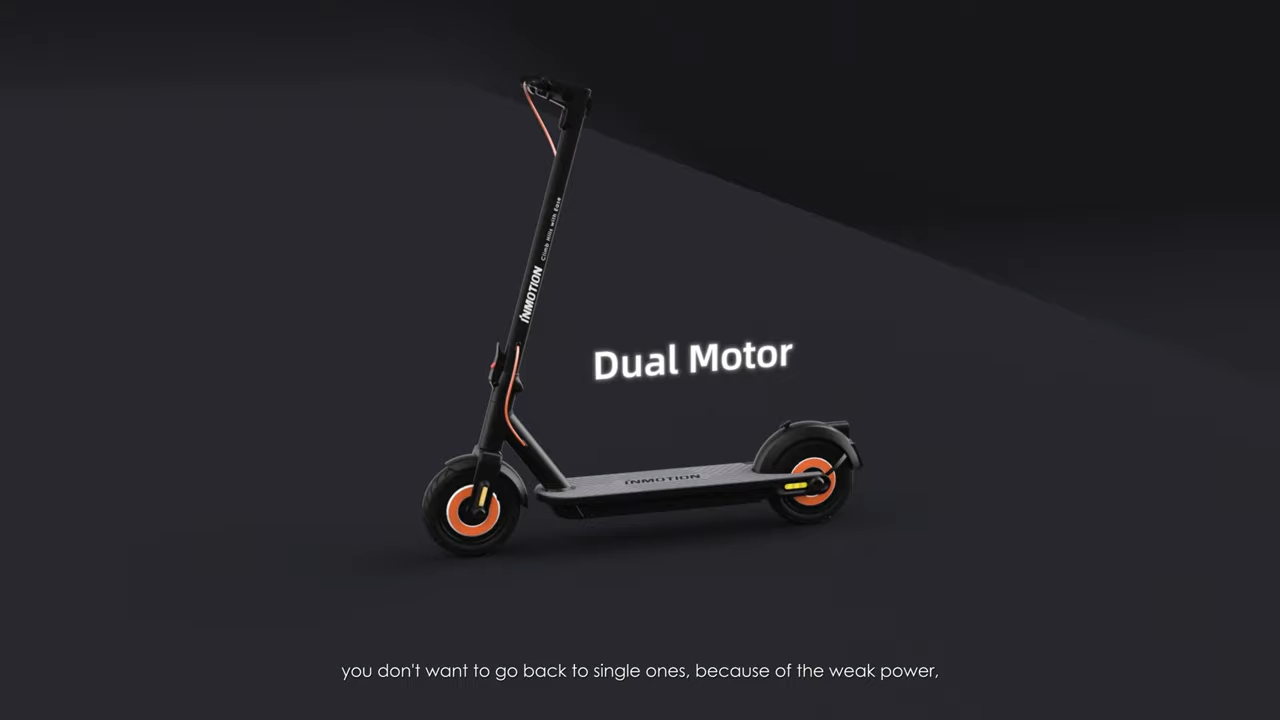 Climb Hills with Ease
INMOTION
Dual Motor
INMOTION
you don't want to go back to single ones, because of the weak power,